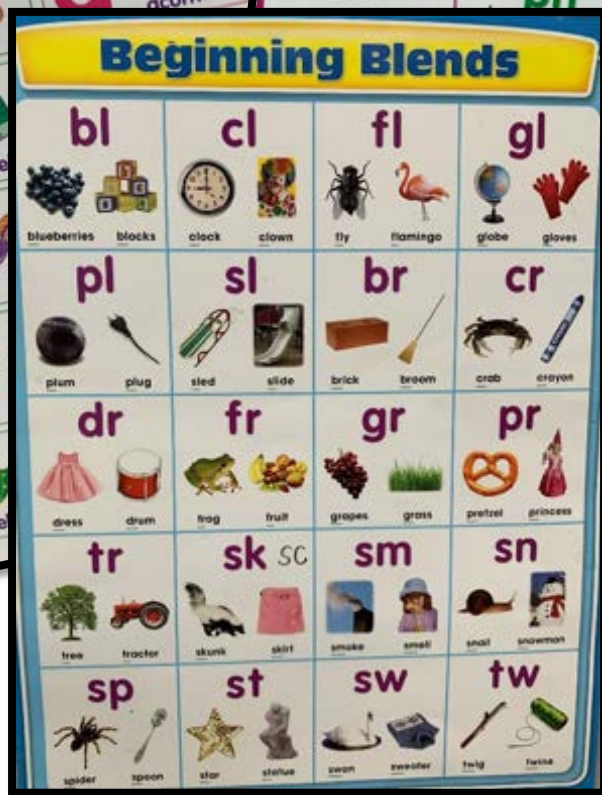 acorn
ph
Beginning Blends
bl cl fl gl
blueberries blocks clock clown fly flamingo globe gloves
pl sl br cr
plum plug sled slide brick broom crab crayon
dr fr gr pr
dress drum frog fruit grapes grass pretzel princess
tr sk sc sm sn
tree tractor skunk skirt smoke smell snail snowman
sp st sw tw
spider spoon star statue swan sweater twig twine